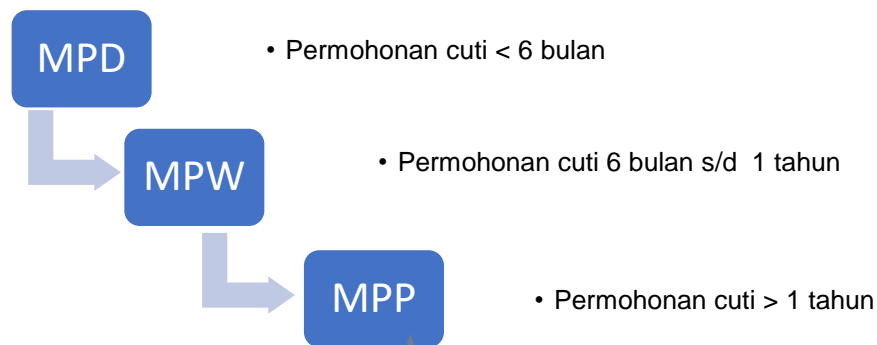 MPD
• Permohonan cuti < 6 bulan
MPW
• Permohonan cuti 6 bulan s/d 1 tahun
MPP
• Permohonan cuti > 1 tahun